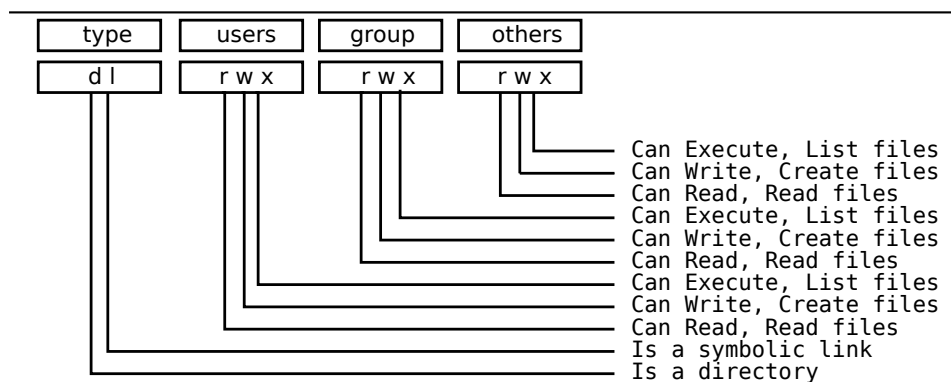 type users group others
d l r w x r w x r w x
Can Execute, List files
Can Write, Create files
Can Read, Read files
Can Execute, List files
Can Write, Create files
Can Read, Read files
Can Execute, List files
Can Write, Create files
Can Read, Read files
Is a symbolic link
Is a directory